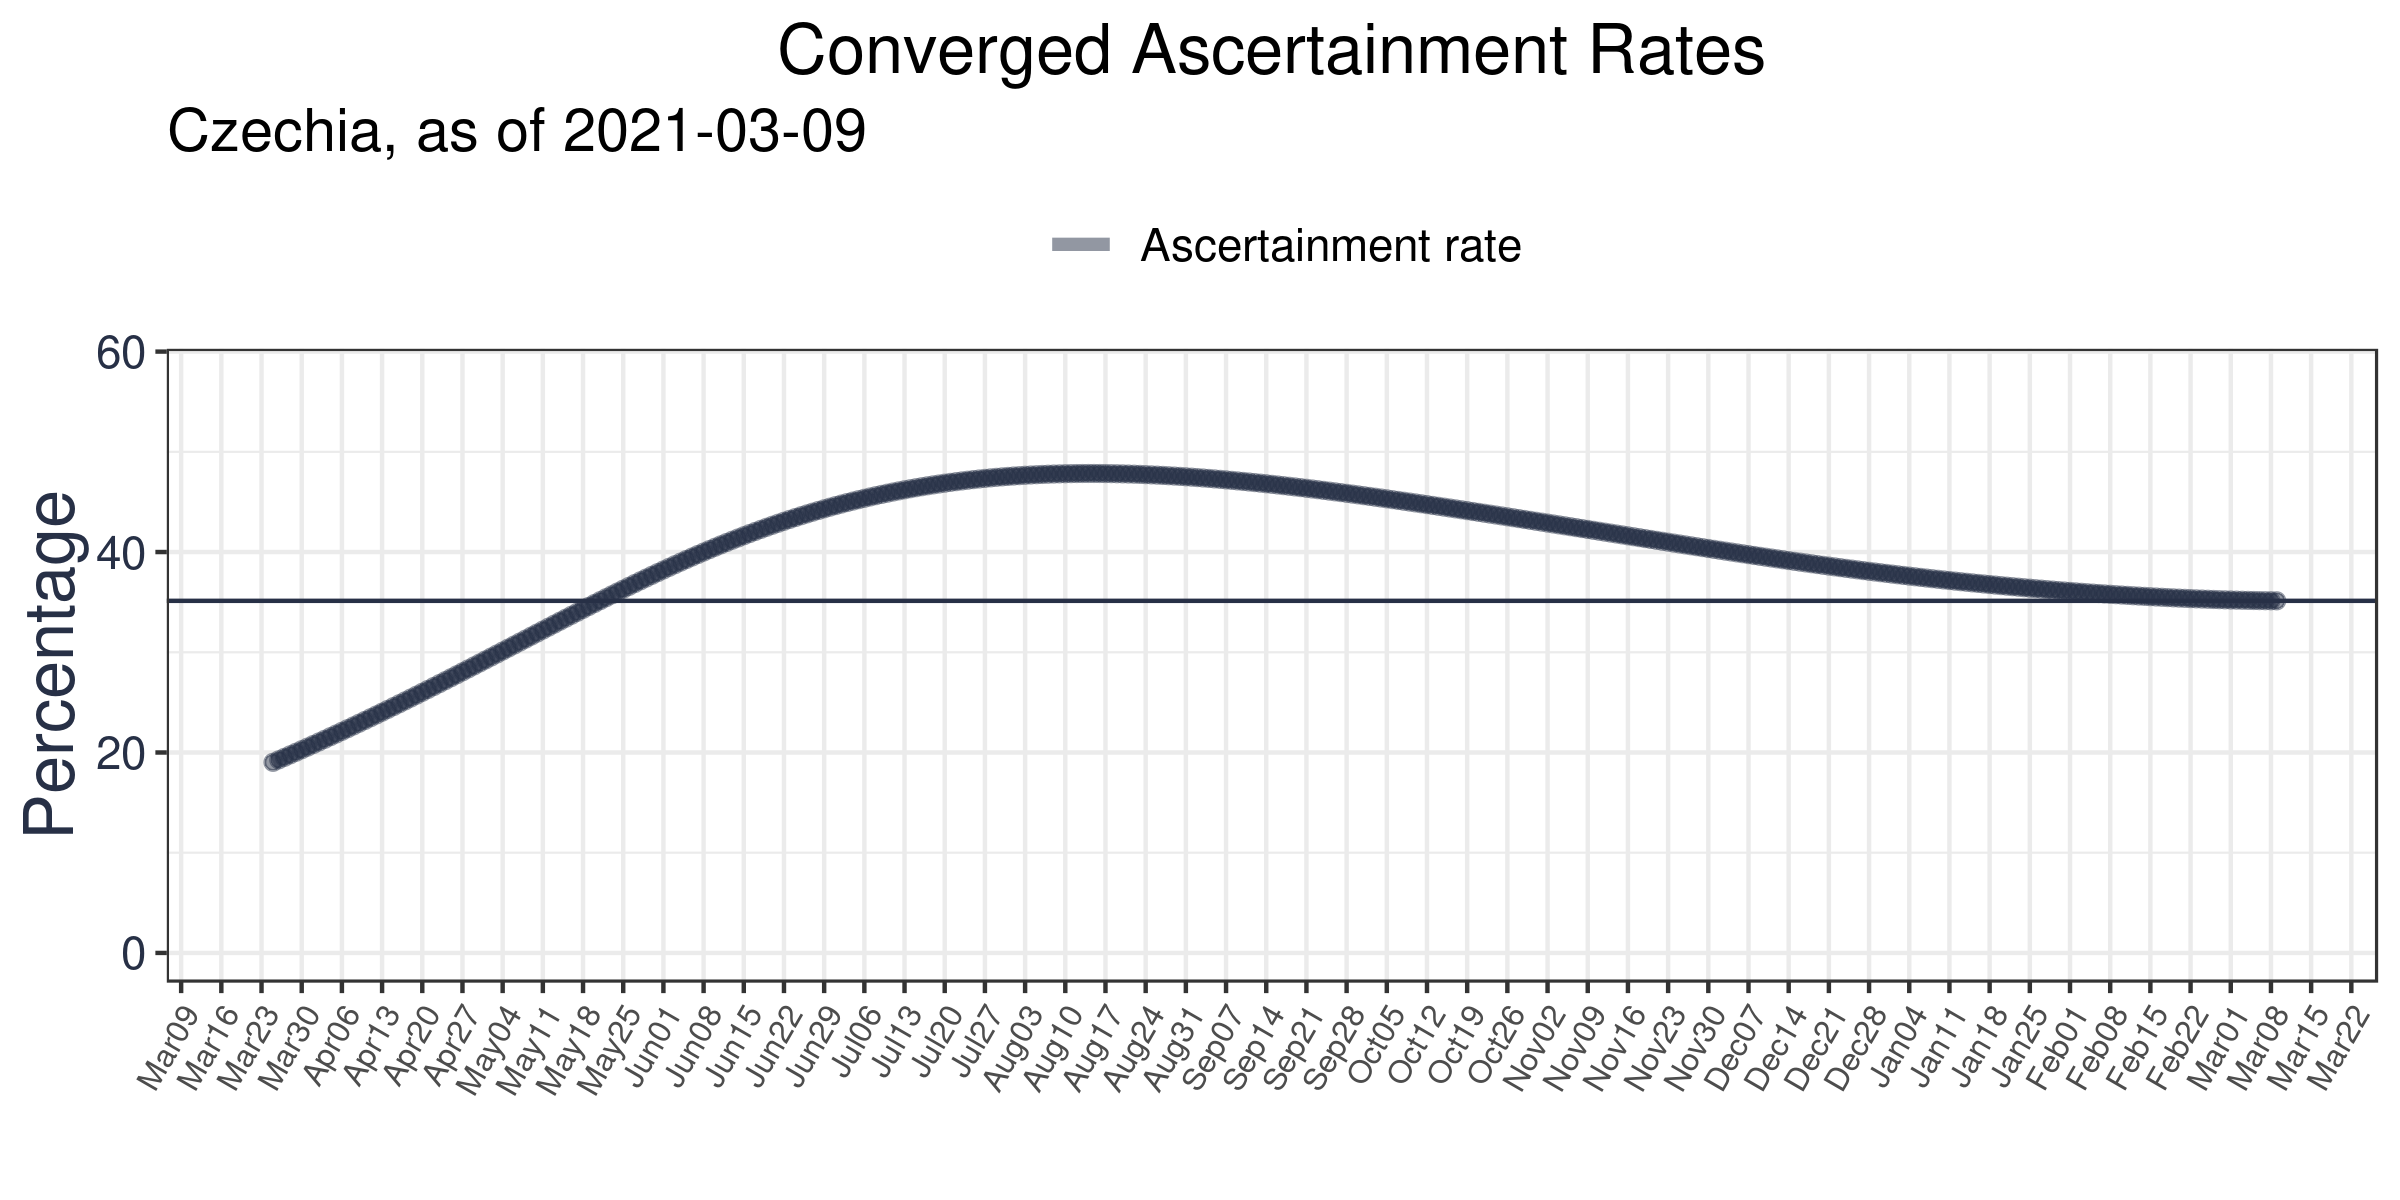 Converged Ascertainment Rates
Czechia, as of 2021-03-09
Ascertainment rate
Percentage
60
40
20
0
Mar09 Mar16 Mar23 Mar30 Apr06 Apr13 Apr20 Apr27 May04 May11 May18 May25 Jun01 Jun08 Jun15 Jun22 Jun29 Jul06 Jul13 Jul20 Jul27 Aug03 Aug10 Aug17 Aug24 Aug31 Sep07 Sep14 Sep21 Sep28 Oct05 Oct12 Oct19 Oct26 Nov02 Nov09 Nov16 Nov23 Nov30 Dec07 Dec14 Dec21 Dec28 Jan04 Jan11 Jan18 Jan25 Feb01 Feb08 Feb15 Feb22 Mar01 Mar08 Mar15 Mar22